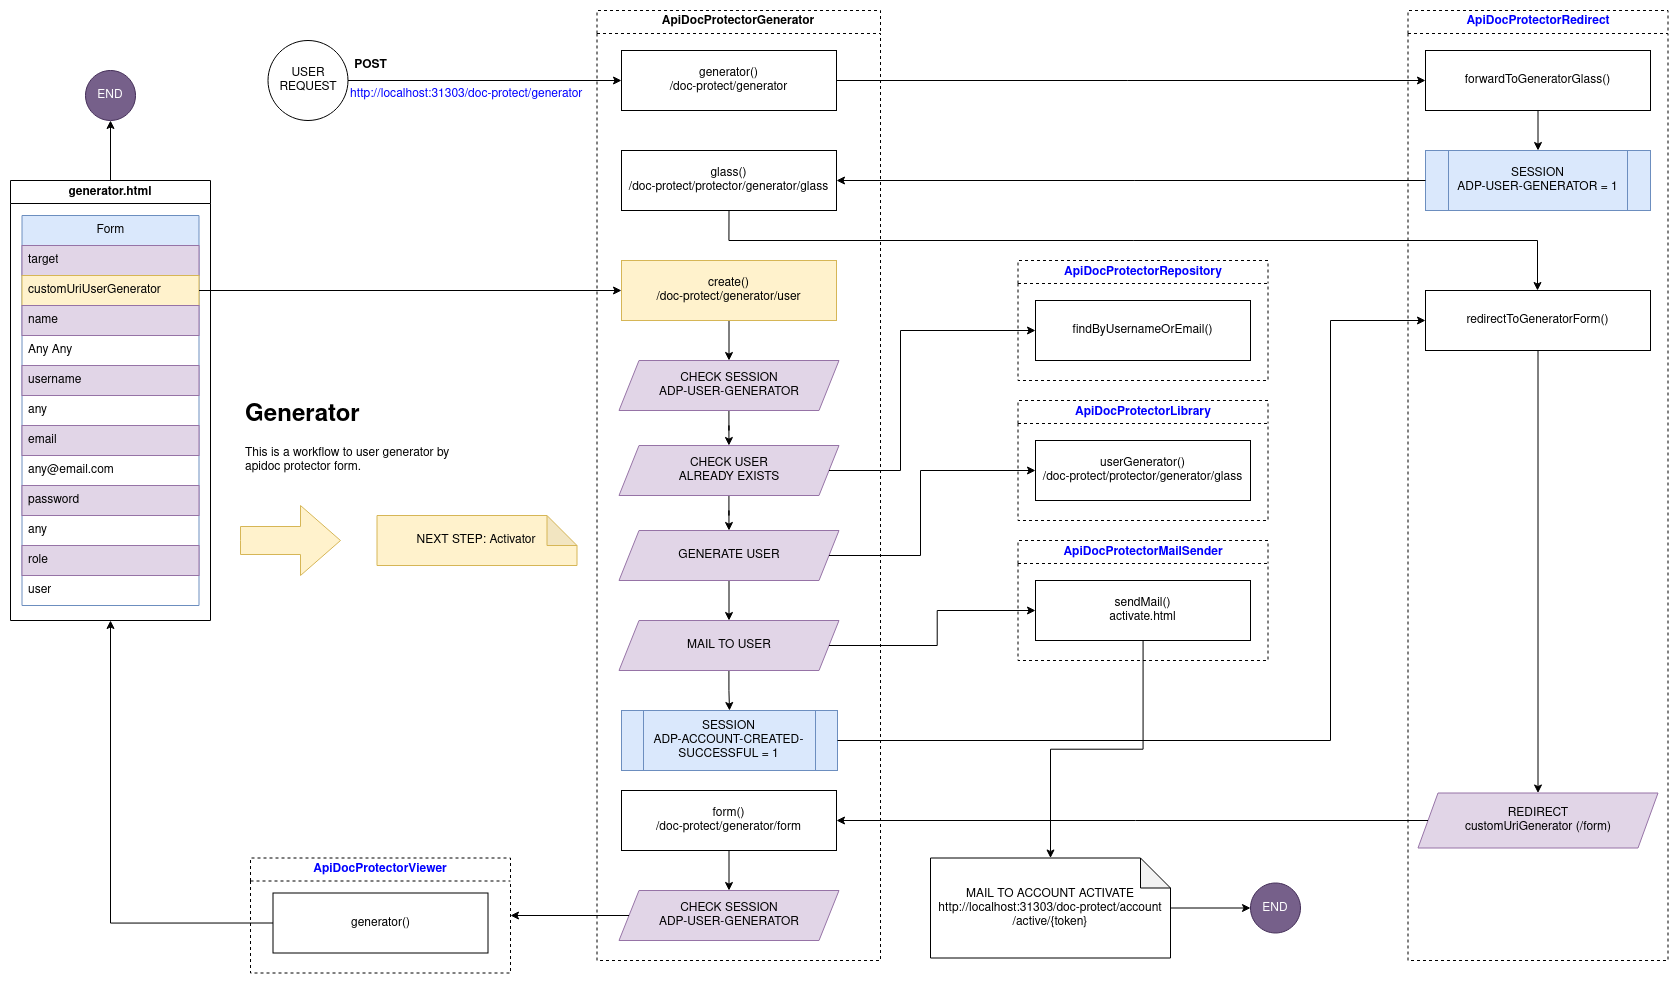 ApiDocProtectorGenerator
ApiDocProtectorRedirect
USER
REQUEST
POST
http://localhost:31303/doc-protect/generator
generator()
/doc-protect/generator
forwardToGeneratorGlass()
END
glass()
/doc-protect/protector/generator/glass
SESSION
ADP-USER-GENERATOR = 1
generator.html
Form
target
customUriUserGenerator
name
Any Any
username
any
email
any@email.com
password
any
role
user
create()
/doc-protect/generator/user
ApiDocProtectorRepository
findByUsernameOrEmail()
redirectToGeneratorForm()
CHECK SESSION
ADP-USER-GENERATOR
Generator
This is a workflow to user generator by
apidoc protector form.
ApiDocProtectorLibrary
userGenerator()
/doc-protect/protector/generator/glass
CHECK USER
ALREADY EXISTS
NEXT STEP: Activator
GENERATE USER
ApiDocProtectorMailSender
sendMail()
activate.html
MAIL TO USER
SESSION
ADP-ACCOUNT-CREATED-
SUCCESSFUL = 1
form()
/doc-protect/generator/form
REDIRECT
customUriGenerator (/form)
ApiDocProtectorViewer
generator()
CHECK SESSION
ADP-USER-GENERATOR
MAIL TO ACCOUNT ACTIVATE
http://localhost:31303/doc-protect/account
/active/{token}
END